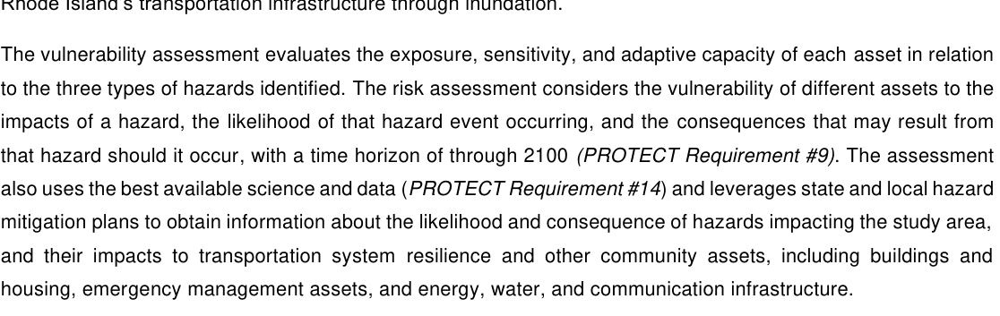 Rhode Island's transportation infrastructure through inundation.
The vulnerability assessment evaluates the exposure, sensitivity, and adaptive capacity of each asset in relation
to the three types of hazards identified. The risk assessment considers the vulnerability of different assets to the
impacts of a hazard, the likelihood of that hazard event occurring, and the consequences that may result from
that hazard should it occur, with a time horizon of through 2100 (PROTECT Requirement #9). The assessment
also uses the best available science and data (PROTECT Requirement #14) and leverages state and local hazard
mitigation plans to obtain information about the likelihood and consequence of hazards impacting the study area,
and their impacts to transportation system resilience and other community assets, including buildings and
housing, emergency management assets, and energy, water, and communication infrastructure.